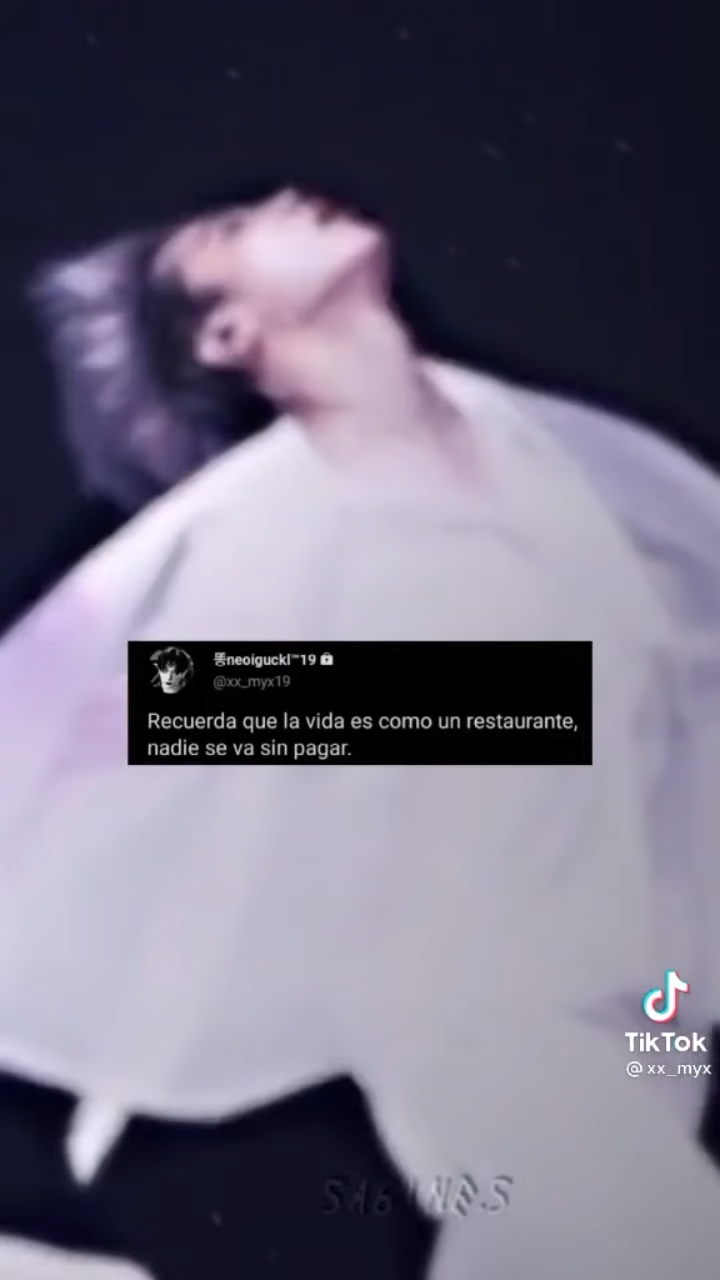 똥neoiguckl™19
@xx_myx19
Recuerda que la vida es como un restaurante,
nadie se va sin pagar.
TikTok
@xx_myx